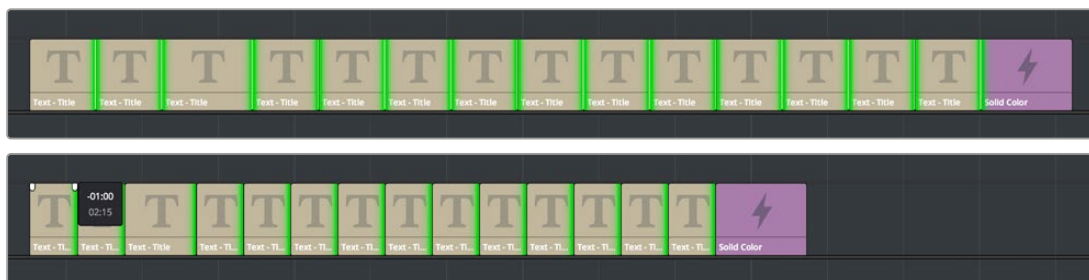 Text - Title Text - Title Text - Title Text - Title Text - Title Text - Title Text - Title Text - Title Text - Title Text - Title Text - Title Text - Title Text - Title Text - Title Solid Color
-01:00
02:15
Text - Ti... Text - Ti... Text - Title Text - Ti... Text - Ti... Text - Ti... Text - Ti... Text - Ti... Text - Ti... Text - Ti... Text - Ti... Text - Ti... Text - Ti... Text - Ti... Solid Color